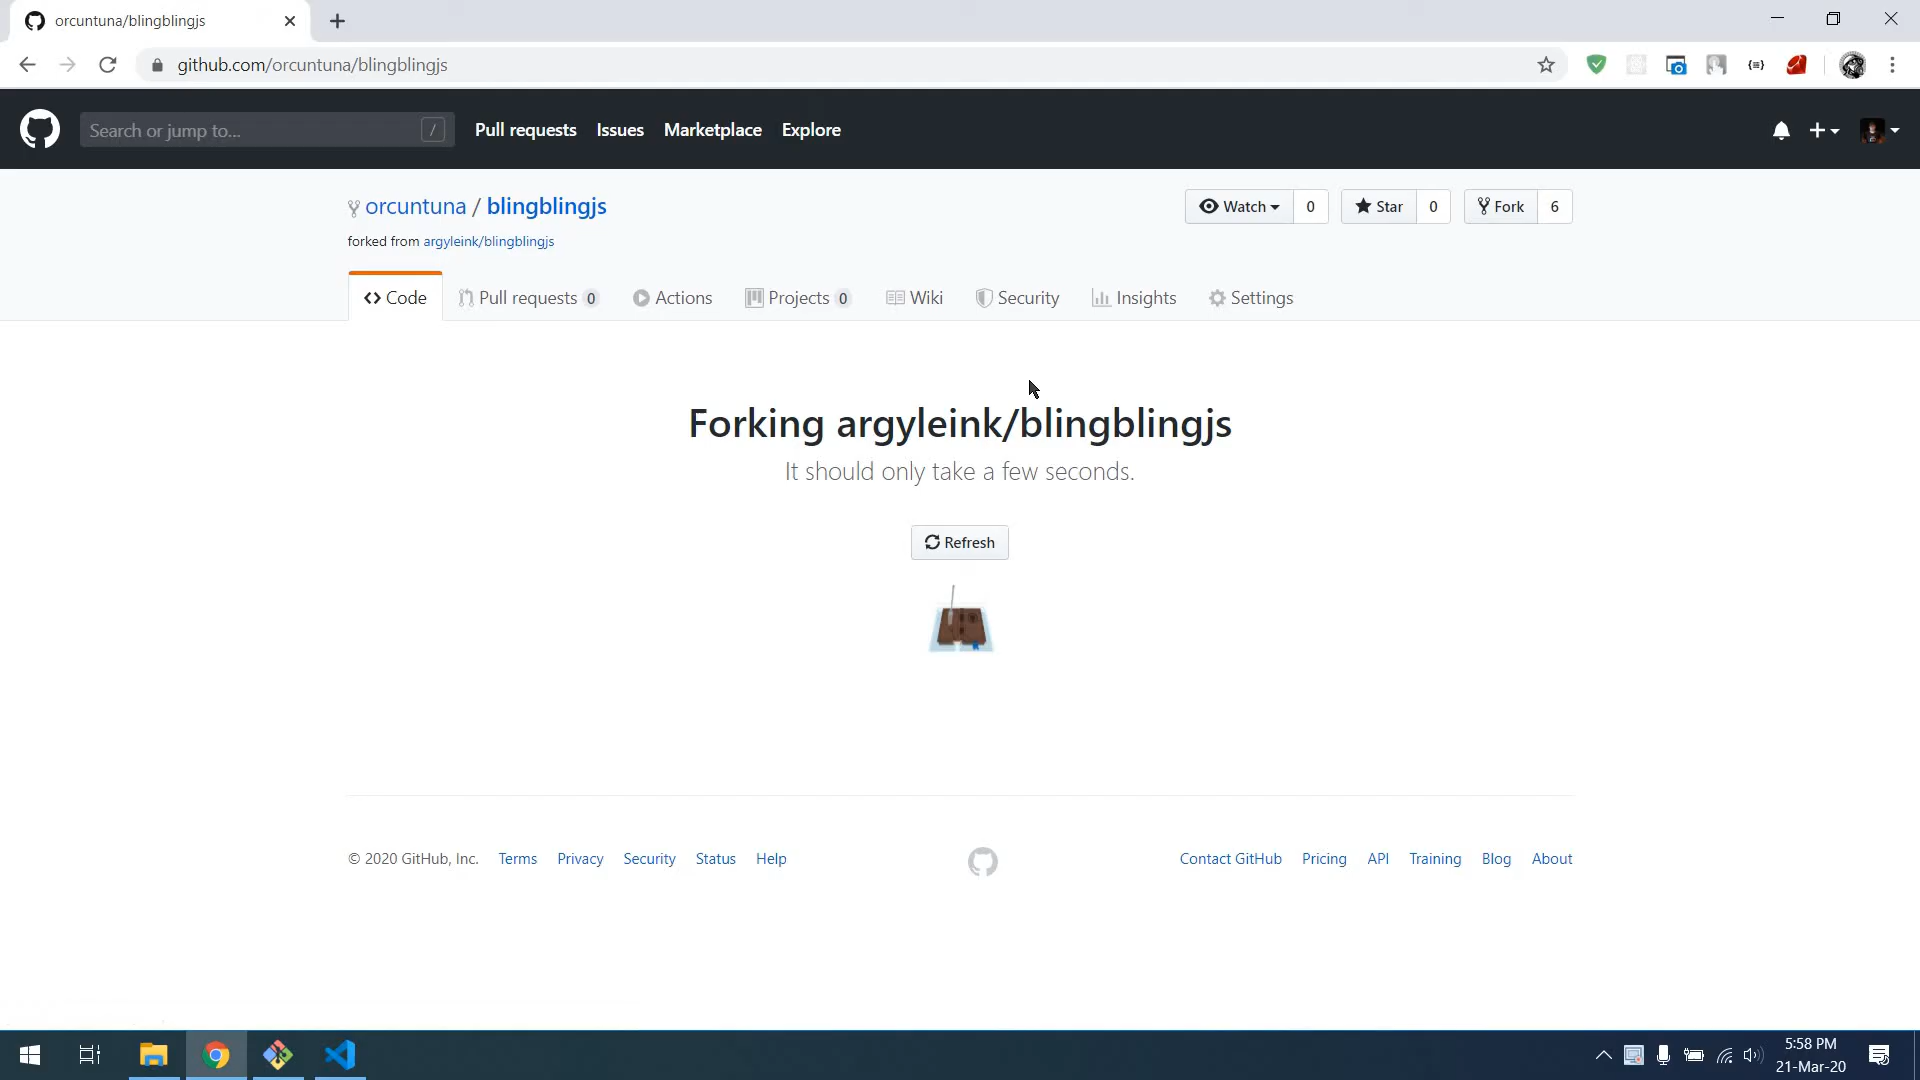 orcuntuna/blingblingjs
github.com/orcuntuna/blingblingjs
Search or jump to... /
Pull requests Issues Marketplace Explore
orcuntuna / blingblingjs
Watch 0 Star 0 Fork 6
forked from argyleink/blingblingjs
Code Pull requests 0 Actions Projects 0 Wiki Security Insights Settings
Forking argyleink/blingblingjs
It should only take a few seconds.
Refresh
© 2020 GitHub, Inc. Terms Privacy Security Status Help
Contact GitHub Pricing API Training Blog About
5:58 PM
21-Mar-20